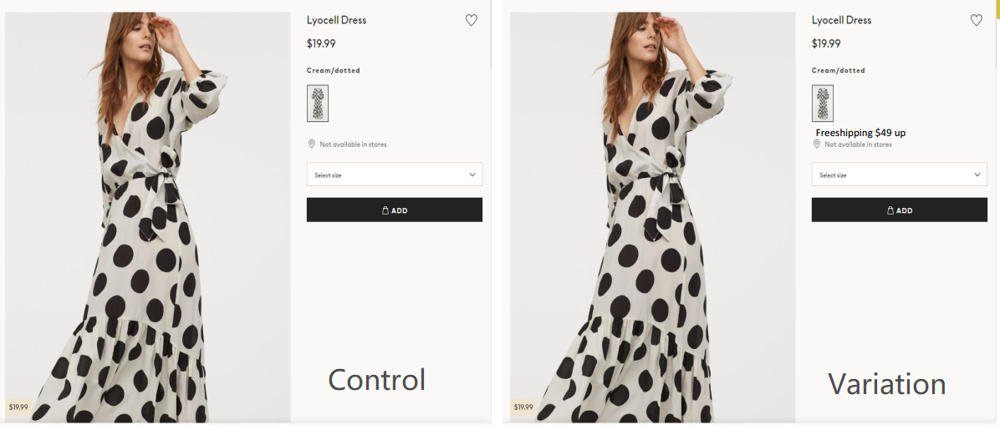 Lyocell Dress
$19.99
Cream/dotted
Not available in stores
Select size
ADD
Control
$19.99
Lyocell Dress
$19.99
Cream/dotted
Freeshipping $49 up
Not available in stores
Select size
ADD
Variation
$19.99